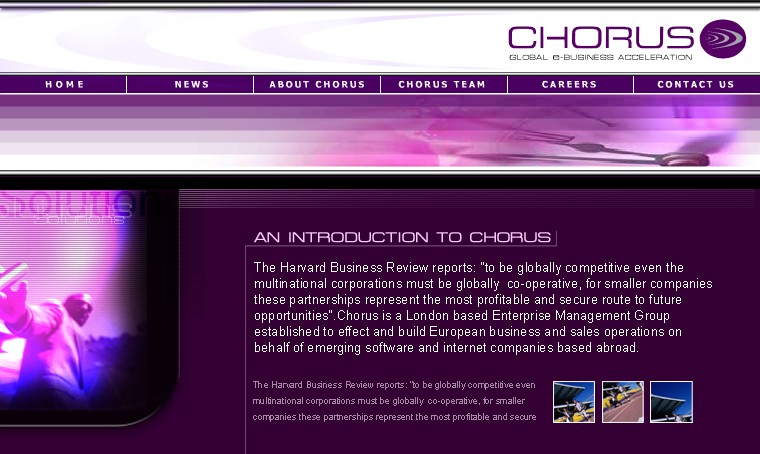 CHORUS
GLOBAL e-BUSINESS ACCELERATION
HOME
NEWS
ABOUT CHORUS
CHORUS TEAM
CAREERS
CONTACT US
solutions
AN INTRODUCTION TO CHORUS
The Harvard Business Review reports: "to be globally competitive even the
multinational corporations must be globally  co-operative, for smaller companies
these partnerships represent the most profitable and secure route to future
opportunities".Chorus is a London based Enterprise Management Group
established to effect and build European business and sales operations on
behalf of emerging software and internet companies based abroad.
The Harvard Business Review reports: "to be globally competitive even
multinational corporations must be globally  co-operative, for smaller
companies these partnerships represent the most profitable and secure